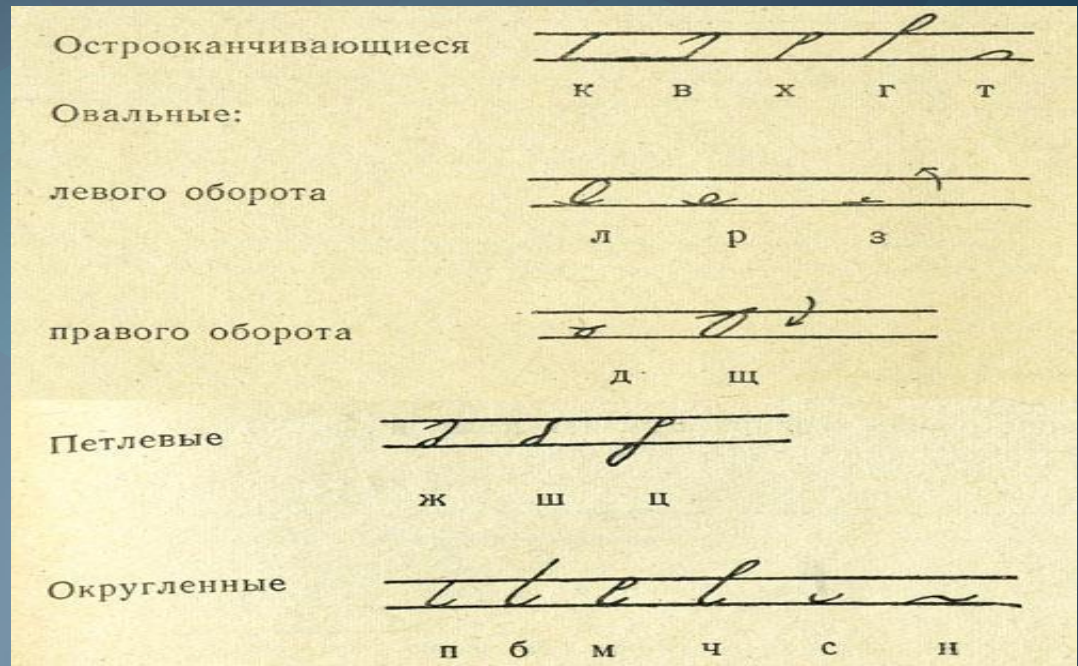 Острооканчивающиеся
к в х г т
Овальные:
левого оборота
л р з
правого оборота
д щ
Петлевые
ж ш ц
Округленные
п б м ч с н